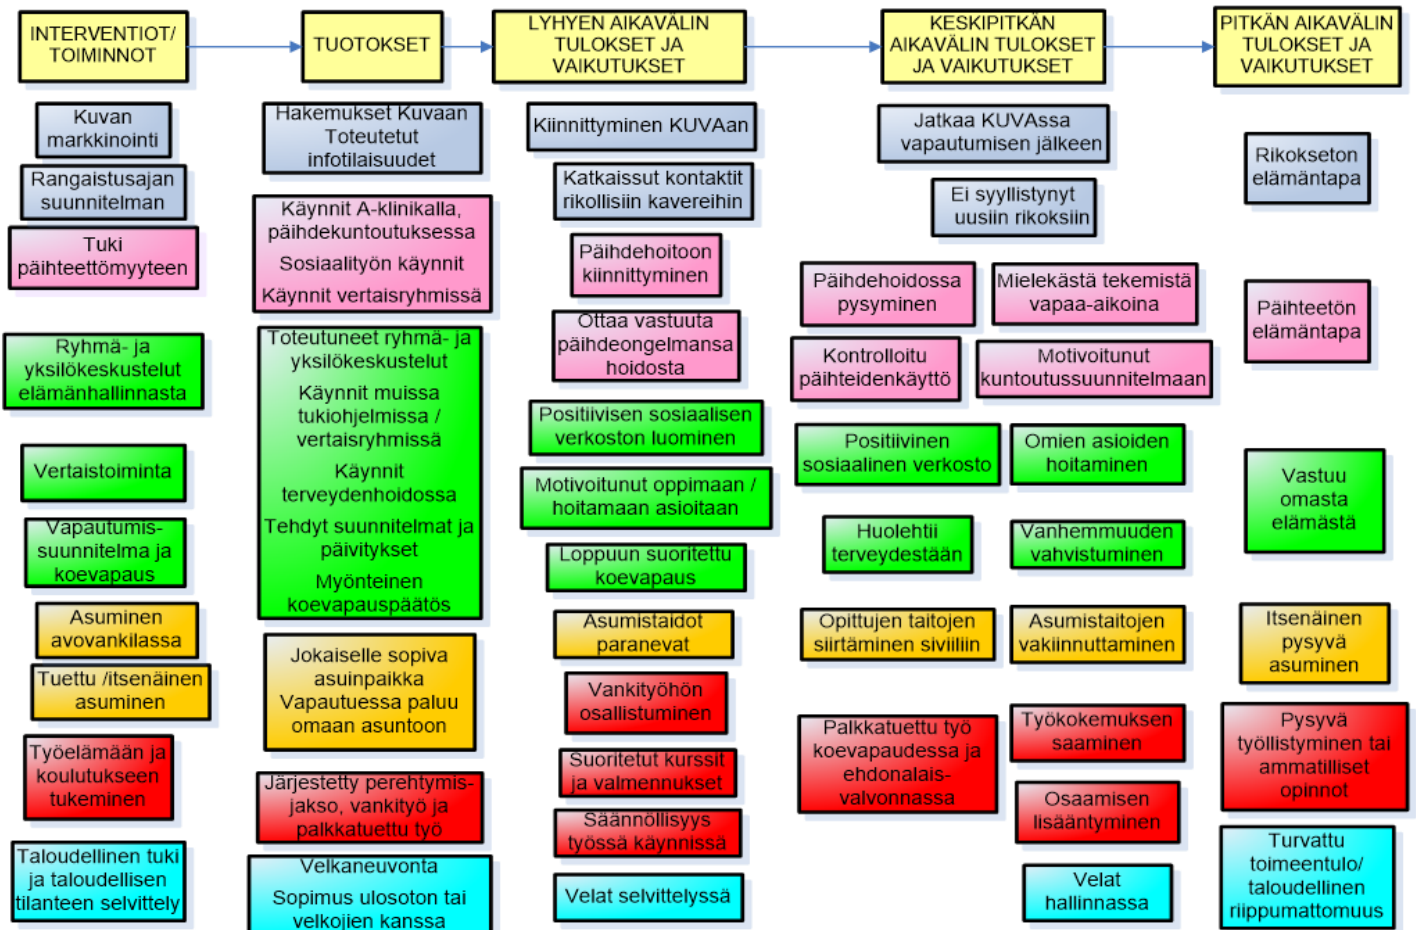 INTERVENTIOT/
TOIMINNOT
TUOTOKSET
LYHYEN AIKAVÄLIN
TULOKSET JA
VAIKUTUKSET
KESKIPITKÄN
AIKAVÄLIN TULOKSET
JA VAIKUTUKSET
PITKÄN AIKAVÄLIN
TULOKSET JA
VAIKUTUKSET
Kuvan
markkinointi
Rangaistusajan
suunnitelman
Tuki
päihteettömyyteen
Ryhmä- ja
yksilökeskustelut
elämänhallinnasta
Vertaistoiminta
Vapautumis-
suunnitelma ja
koevapaus
Asuminen
avovankilassa
Tuettu /itsenäinen
asuminen
Työelämään ja
koulutukseen
tukeminen
Taloudellinen tuki
ja taloudellisen
tilanteen selvittely
Hakemukset Kuvaan
Toteutetut
infotilaisuudet
Käynnit A-klinikalla,
päihdekuntoutuksessa
Sosiaalityön käynnit
Käynnit vertaisryhmissä
Toteutuneet ryhmä- ja
yksilökeskustelut
Käynnit muissa
tukiohjelmissa /
vertaisryhmissä
Käynnit
terveydenhoidossa
Tehdyt suunnitelmat ja
päivitykset
Myönteinen
koevapauspäätös
Jokaiselle sopiva
asuinpaikka
Vapautuessa paluu
omaan asuntoon
Järjestetty perehtymis-
jakso, vankityö ja
palkkatuettu työ
Velkaneuvonta
Sopimus ulosoton tai
velkojien kanssa
Kiinnittyminen KUVAan
Katkaissut kontaktit
rikollisiin kavereihin
Päihdehoitoon
kiinnittyminen
Ottaa vastuuta
päihdeongelmansa
hoidosta
Positiivisen sosiaalisen
verkoston luominen
Motivoitunut oppimaan /
hoitamaan asioitaan
Loppuun suoritettu
koevapaus
Asumistaidot
paranevat
Vankityöhön
osallistuminen
Suoritetut kurssit
ja valmennukset
Säännöllisyys
työssä käynnissä
Velat selvittelyssä
Jatkaa KUVAssa
vapautumisen jälkeen
Ei syyllistynyt
uusiin rikoksiin
Päihdehoidossa
pysyminen
Mielekästä tekemistä
vapaa-aikoina
Kontrolloitu
päihteidenkäyttö
Motivoitunut
kuntoutussuunnitelmaan
Positiivinen
sosiaalinen verkosto
Omien asioiden
hoitaminen
Huolehtii
terveydestään
Vanhemmuuden
vahvistuminen
Opittujen taitojen
siirtäminen siviiliin
Asumistaitojen
vakiinnuttaminen
Palkkatuettu työ
koevapaudessa ja
ehdonalais-
valvonnassa
Työkokemuksen
saaminen
Osaamisen
lisääntyminen
Velat
hallinnassa
Rikokseton
elämäntapa
Päihteetön
elämäntapa
Vastuu
omasta
elämästä
Itsenäinen
pysyvä
asuminen
Pysyvä
työllistyminen tai
ammatilliset
opinnot
Turvattu
toimeentulo/
taloudellinen
riippumattomuus